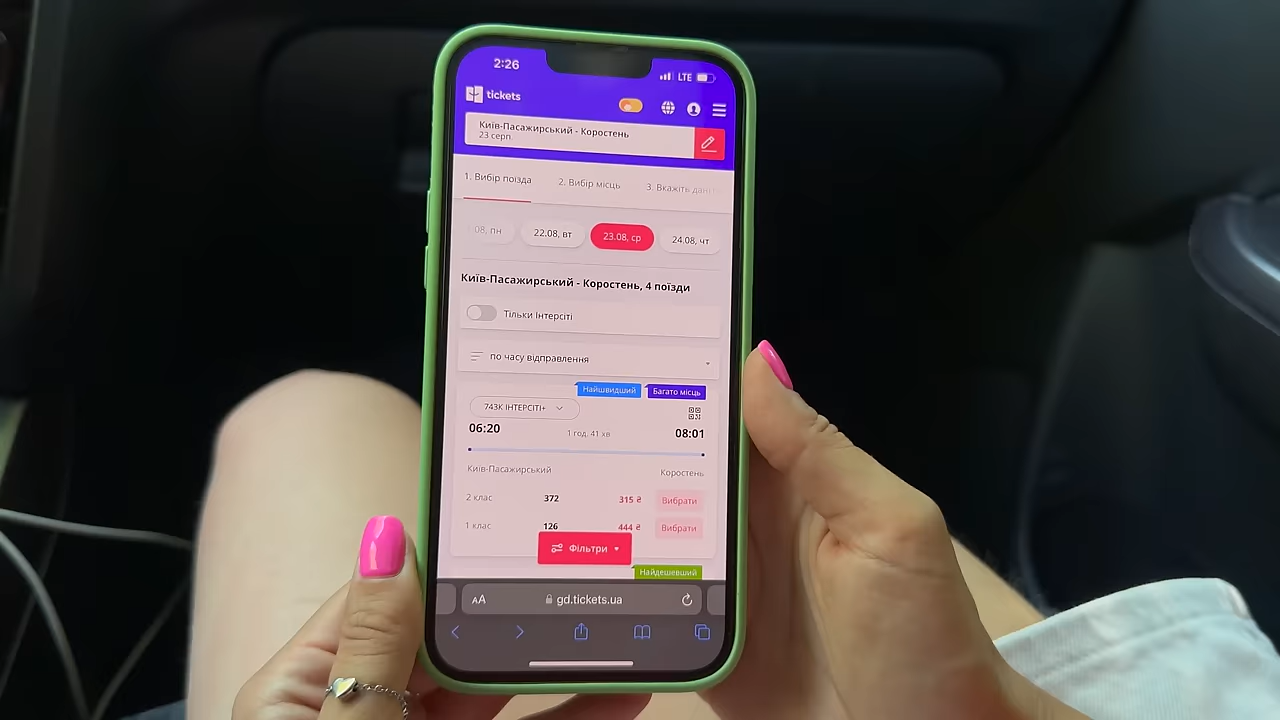 2:26
LTE
tickets
Київ-Пасажирський - Коростень
23 серп.
1. Вибір поїзда 2. Вибір місць 3. Вкажіть дані
08, пн 22.08, вт 23.08, ср 24.08, чт
Київ-Пасажирський - Коростень, 4 поїзди
Тільки Інтерсіті
по часу відправлення
Найшвидший Багато місць
743К ІНТЕРСІТІ+
06:20 1 год. 41 хв 08:01
Київ-Пасажирський Коростень
2 клас 372 315 ₴ Вибрати
1 клас 126 444 ₴ Вибрати
Фільтри
Найдешевший
AA gd.tickets.ua